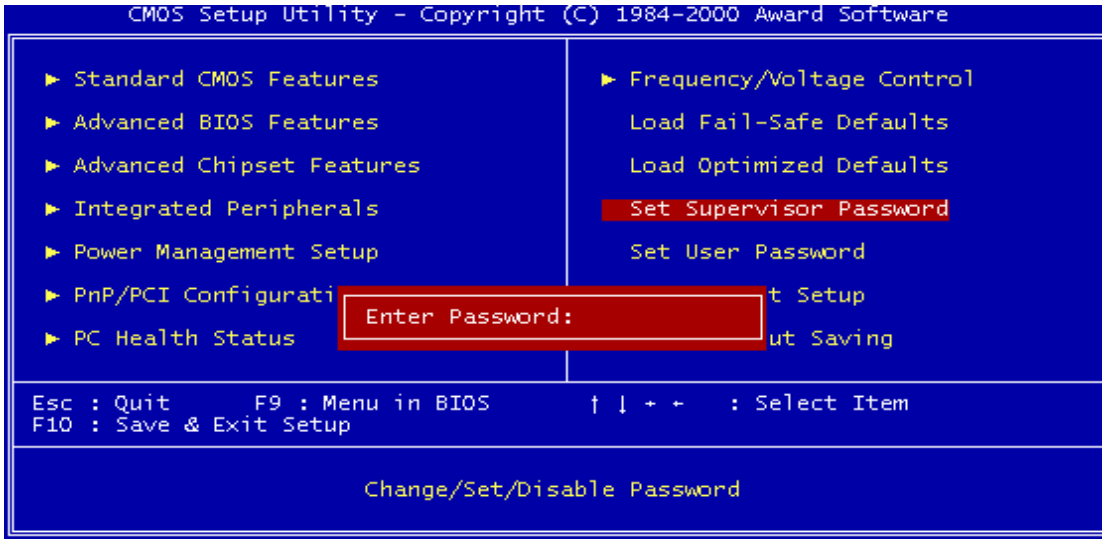 CMOS Setup Utility – Copyright (C) 1984–2000 Award Software
► Standard CMOS Features
► Advanced BIOS Features
► Advanced Chipset Features
► Integrated Peripherals
► Power Management Setup
► PnP/PCI Configurati
► PC Health Status
► Frequency/Voltage Control
Load Fail-Safe Defaults
Load Optimized Defaults
Set Supervisor Password
Set User Password
t Setup
ut Saving
Enter Password:
Esc : Quit F9 : Menu in BIOS ↑ ↓ → ← : Select Item
F10 : Save & Exit Setup
Change/Set/Disable Password